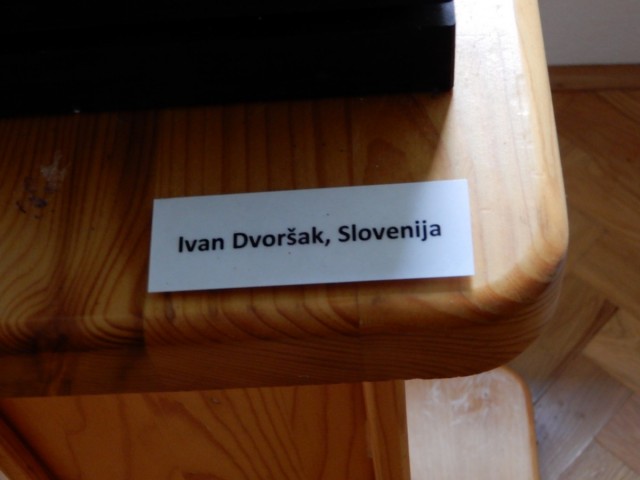 Ivan Dvoršak, Slovenija